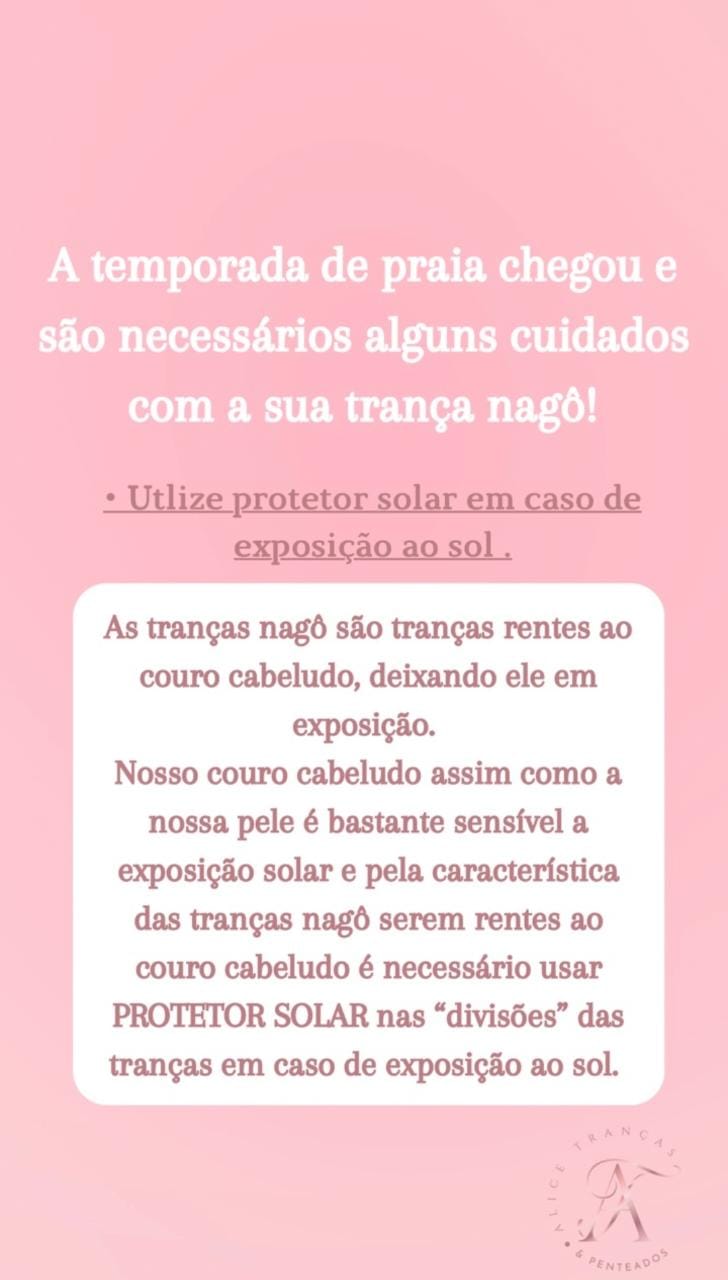 A temporada de praia chegou e
são necessários alguns cuidados
com a sua trança nagô!
• Utlize protetor solar em caso de
exposição ao sol .
As tranças nagô são tranças rentes ao
couro cabeludo, deixando ele em
exposição.
Nosso couro cabeludo assim como a
nossa pele é bastante sensível a
exposição solar e pela característica
das tranças nagô serem rentes ao
couro cabeludo é necessário usar
PROTETOR SOLAR nas “divisões” das
tranças em caso de exposição ao sol.
ALICE TRANÇAS
& PENTEADOS